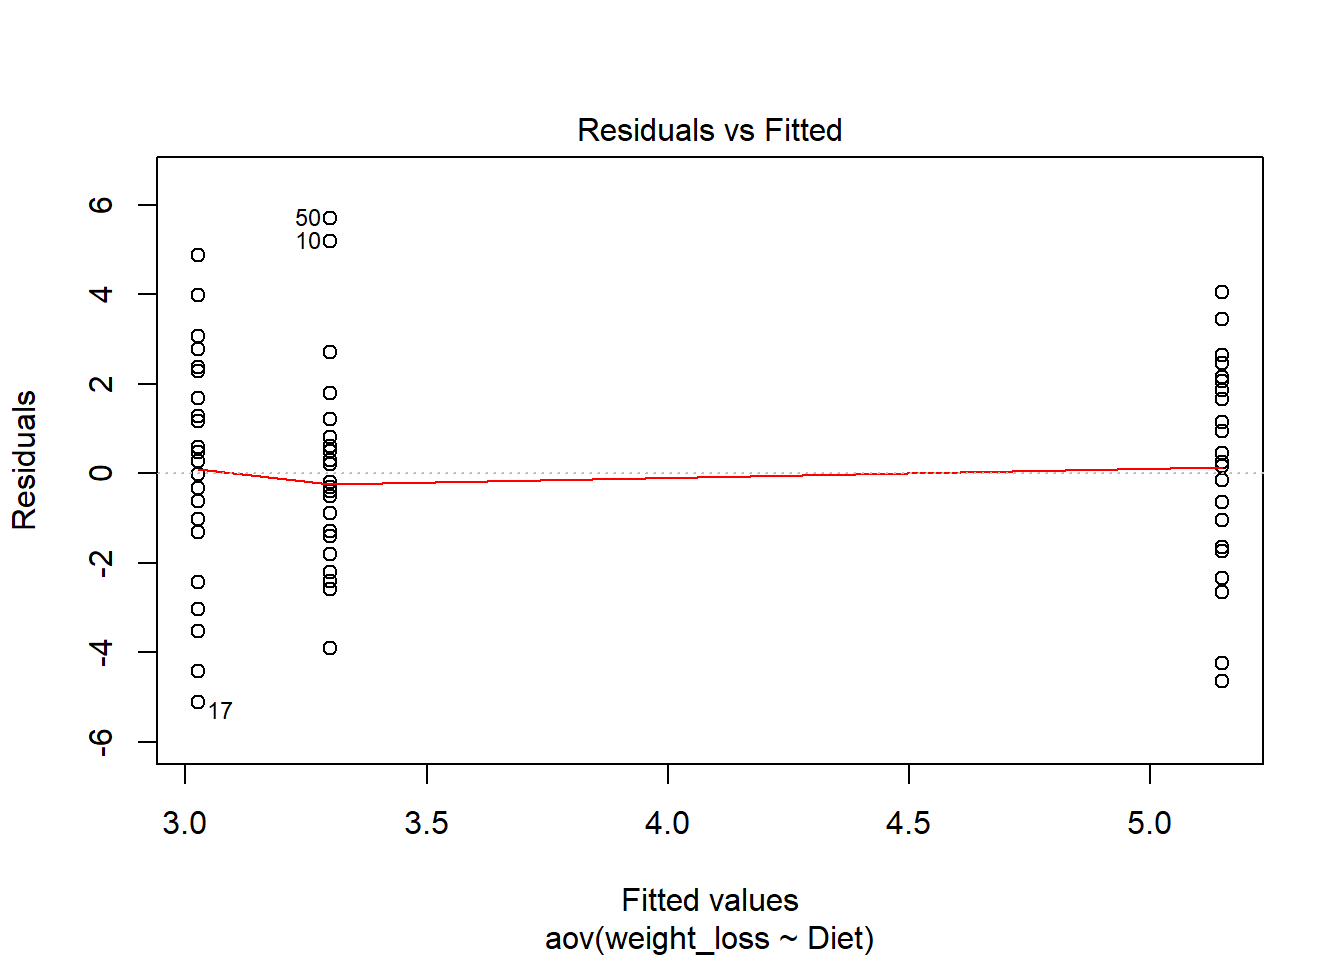 Residuals vs Fitted
Residuals
6
4
2
0
-2
-4
-6
50
10
17
3.0 3.5 4.0 4.5 5.0
Fitted values
aov(weight_loss ~ Diet)